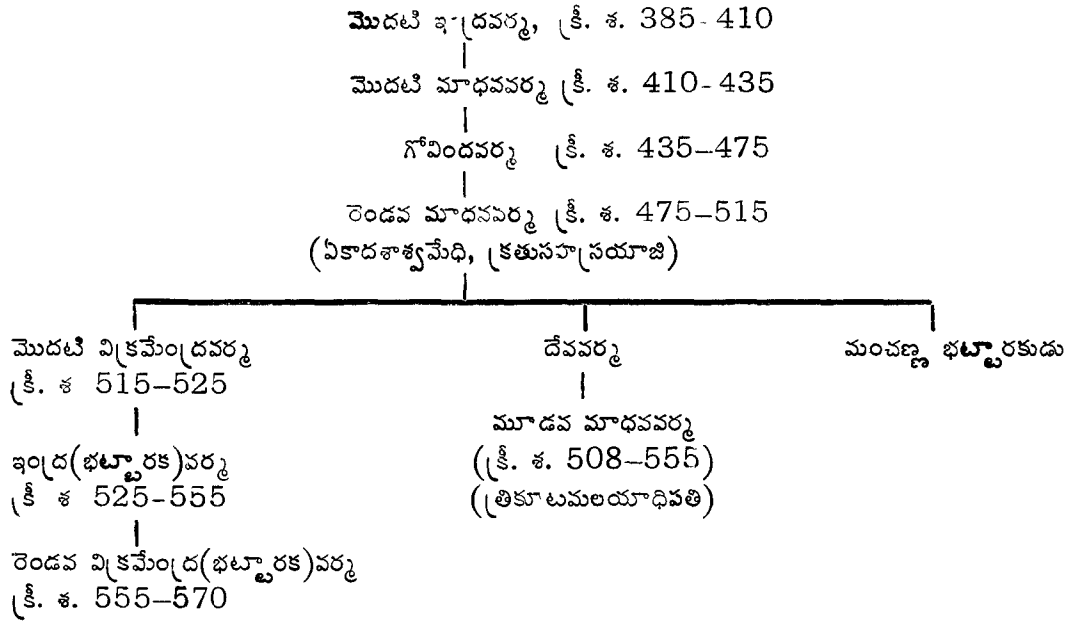 మొదటి ఇంద్రవర్మ, క్రీ. శ. 385-410
మొదటి మాధవవర్మ క్రీ. శ. 410-435
గోవిందవర్మ క్రీ. శ. 435–475
రెండవ మాధవవర్మ క్రీ. శ. 475–515
(ఏకాదశాశ్వమేధి, క్రతుసహస్రయాజి)
మొదటి విక్రమేంద్రవర్మ
క్రీ. శ 515–525
ఇంద్ర(భట్టారక)వర్మ
క్రీ శ 525-555
రెండవ విక్రమేంద్ర(భట్టారక)వర్మ
క్రీ. శ. 555–570
దేవవర్మ
మూడవ మాధవవర్మ
(క్రీ. శ. 508–555)
(త్రికూటమలయాధిపతి)
మంచణ్ణ భట్టారకుడు